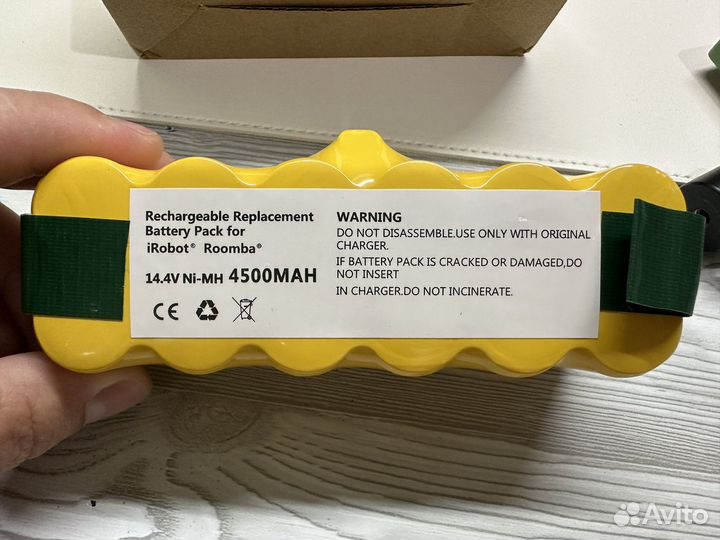 Rechargeable Replacement
Battery Pack for
iRobot® Roomba®
14.4V Ni-MH 4500MAH
CE
WARNING
DO NOT DISASSEMBLE.USE ONLY WITH ORIGINAL
CHARGER.
IF BATTERY PACK IS CRACKED OR DAMAGED,DO
NOT INSERT
IN CHARGER.DO NOT INCINERATE.
Avito